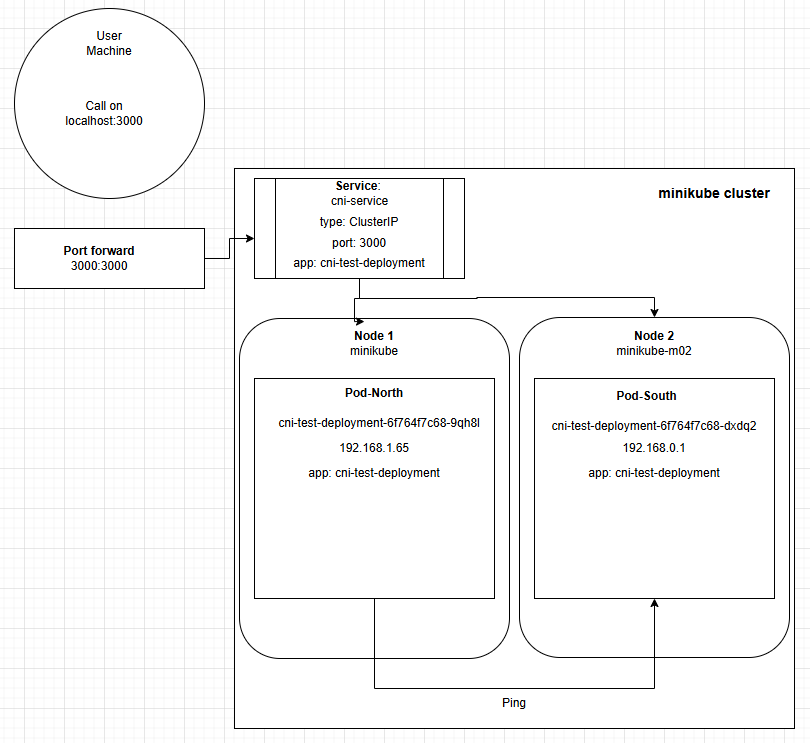 User
Machine
Call on
localhost:3000
Port forward
3000:3000
minikube cluster
Service:
cni-service
type: ClusterIP
port: 3000
app: cni-test-deployment
Node 1
minikube
Pod-North
cni-test-deployment-6f764f7c68-9qh8l
192.168.1.65
app: cni-test-deployment
Node 2
minikube-m02
Pod-South
cni-test-deployment-6f764f7c68-dxdq2
192.168.0.1
app: cni-test-deployment
Ping